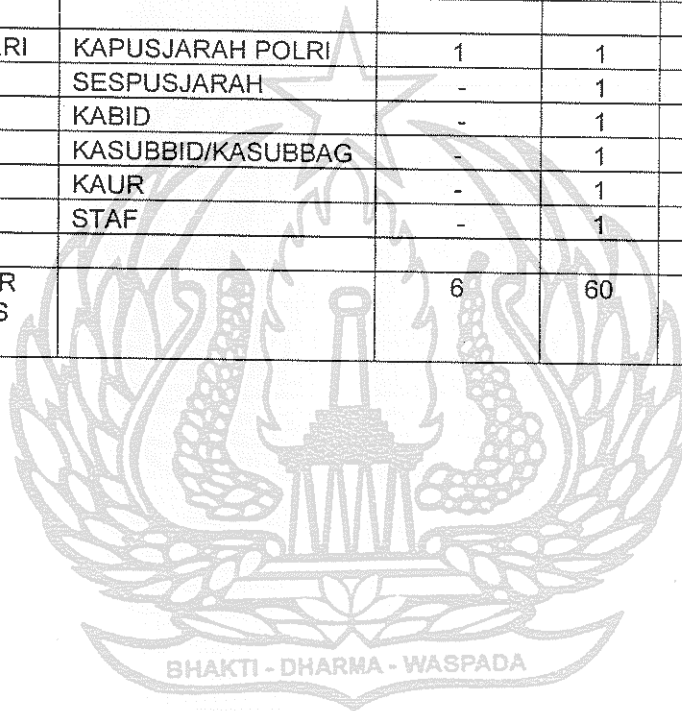 RI KAPUSJARAH POLRI 1 1
SESPUSJARAH - 1
KABID - 1
KASUBBID/KASUBBAG - 1
KAUR - 1
STAF - 1
R 6 60
S
BHAKTI - DHARMA - WASPADA